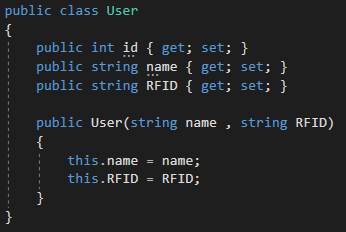 public class User
{
    public int id { get; set; }
    public string name { get; set; }
    public string RFID { get; set; }

    public User(string name , string RFID)
    {
        this.name = name;
        this.RFID = RFID;
    }
}